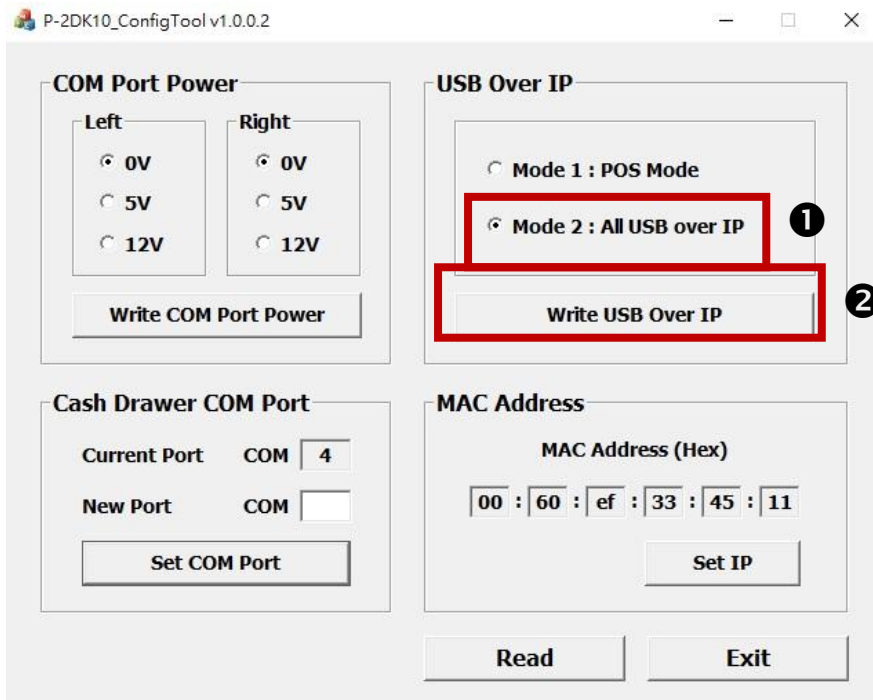 P-2DK10_ConfigTool v1.0.0.2
COM Port Power
Left
0V
5V
12V
Right
0V
5V
12V
Write COM Port Power
USB Over IP
Mode 1 : POS Mode
Mode 2 : All USB over IP
❶
Write USB Over IP
❷
Cash Drawer COM Port
Current Port COM 4
New Port COM
Set COM Port
MAC Address
MAC Address (Hex)
00 : 60 : ef : 33 : 45 : 11
Set IP
Read
Exit